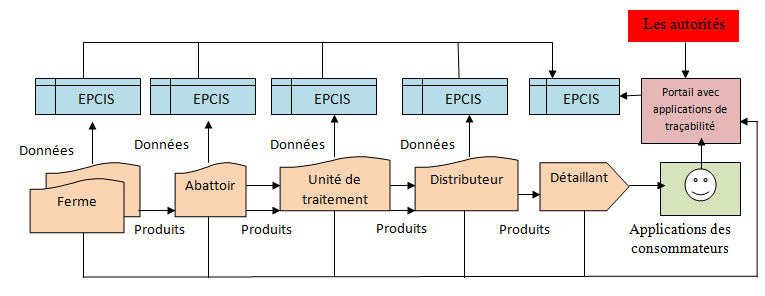 Les autorités
EPCIS
EPCIS
EPCIS
EPCIS
EPCIS
Portail avec
applications de
traçabilité
Données
Données
Données
Données
Ferme
Abattoir
Unité de
traitement
Distributeur
Détaillant
Produits
Produits
Produits
Produits
Applications des
consommateurs